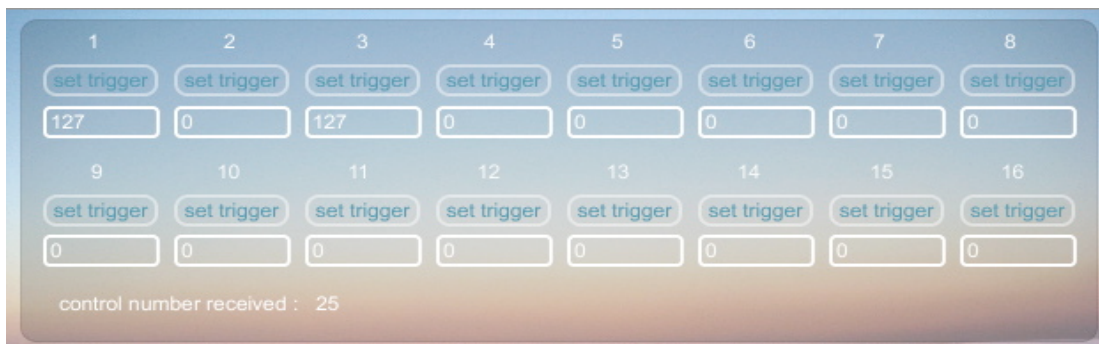 1 2 3 4 5 6 7 8
set trigger set trigger set trigger set trigger set trigger set trigger set trigger set trigger
127 0 127 0 0 0 0 0
9 10 11 12 13 14 15 16
set trigger set trigger set trigger set trigger set trigger set trigger set trigger set trigger
0 0 0 0 0 0 0 0
control number received : 25